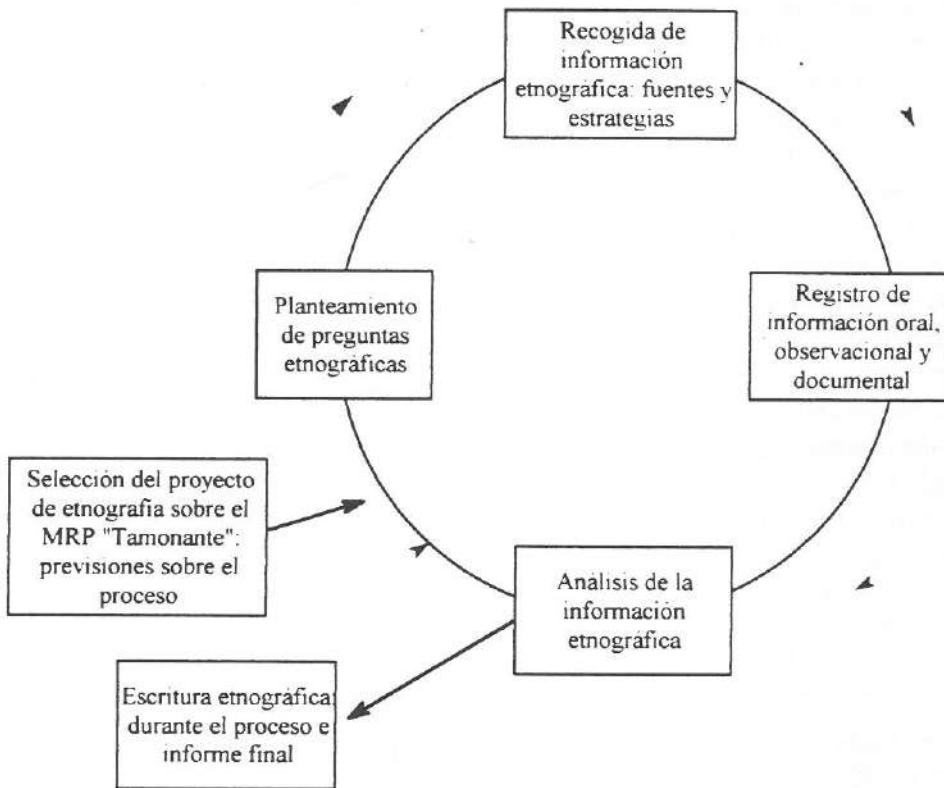 Recogida de
información
etnográfica: fuentes y
estrategias
Planteamiento
de preguntas
etnográficas
Registro de
información oral,
observacional y
documental
Selección del proyecto
de etnografia sobre el
MRP "Tamonante":
previsiones sobre el
proceso
Análisis de la
información
etnográfica
Escritura etnográfica:
durante el proceso e
informe final